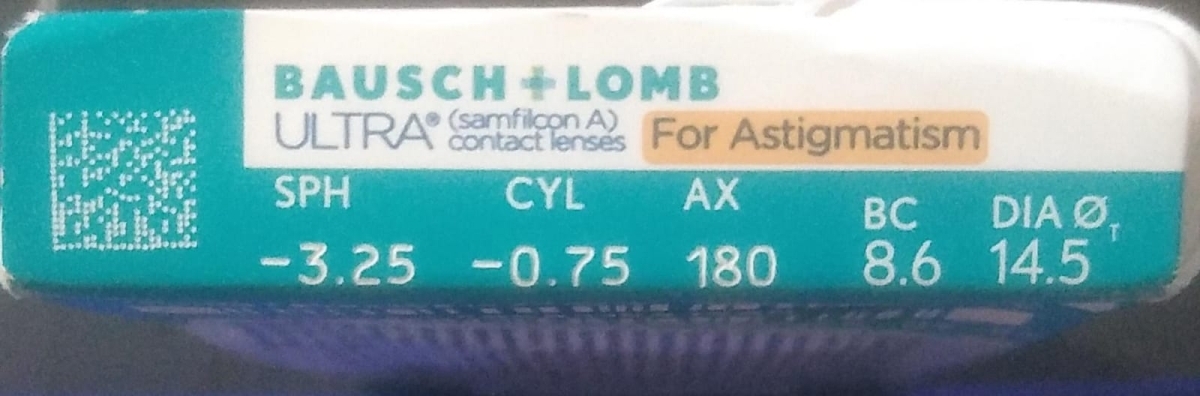 BAUSCH + LOMB
ULTRA® (samfilcon A) contact lenses For Astigmatism
SPH CYL AX BC DIA ØT
-3.25 -0.75 180 8.6 14.5